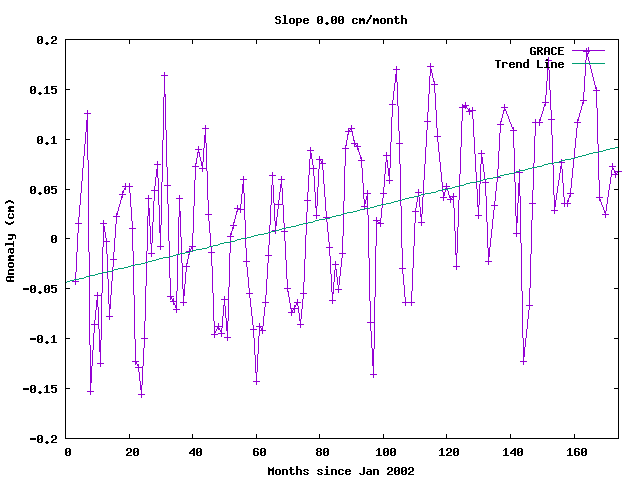 Slope 0.00 cm/month
GRACE
Trend Line
Anomaly (cm)
0.2
0.15
0.1
0.05
0
-0.05
-0.1
-0.15
-0.2
0 20 40 60 80 100 120 140 160
Months since Jan 2002